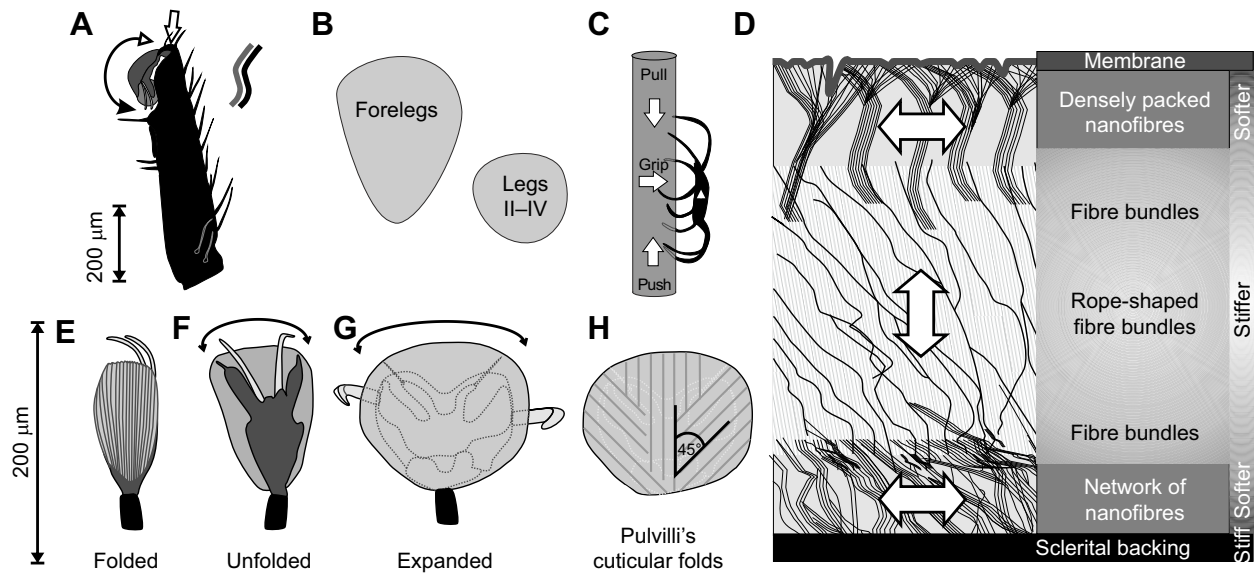 A
B
C
D
Forelegs
Legs
II–IV
200 μm
Pull
Grip
Push
Membrane
Densely packed
nanofibres
Fibre bundles
Rope-shaped
fibre bundles
Fibre bundles
Network of
nanofibres
Sclerital backing
Softer
Stiffer
Softer
Stiff
E
F
G
H
200 μm
45°
Folded
Unfolded
Expanded
Pulvilli's
cuticular folds